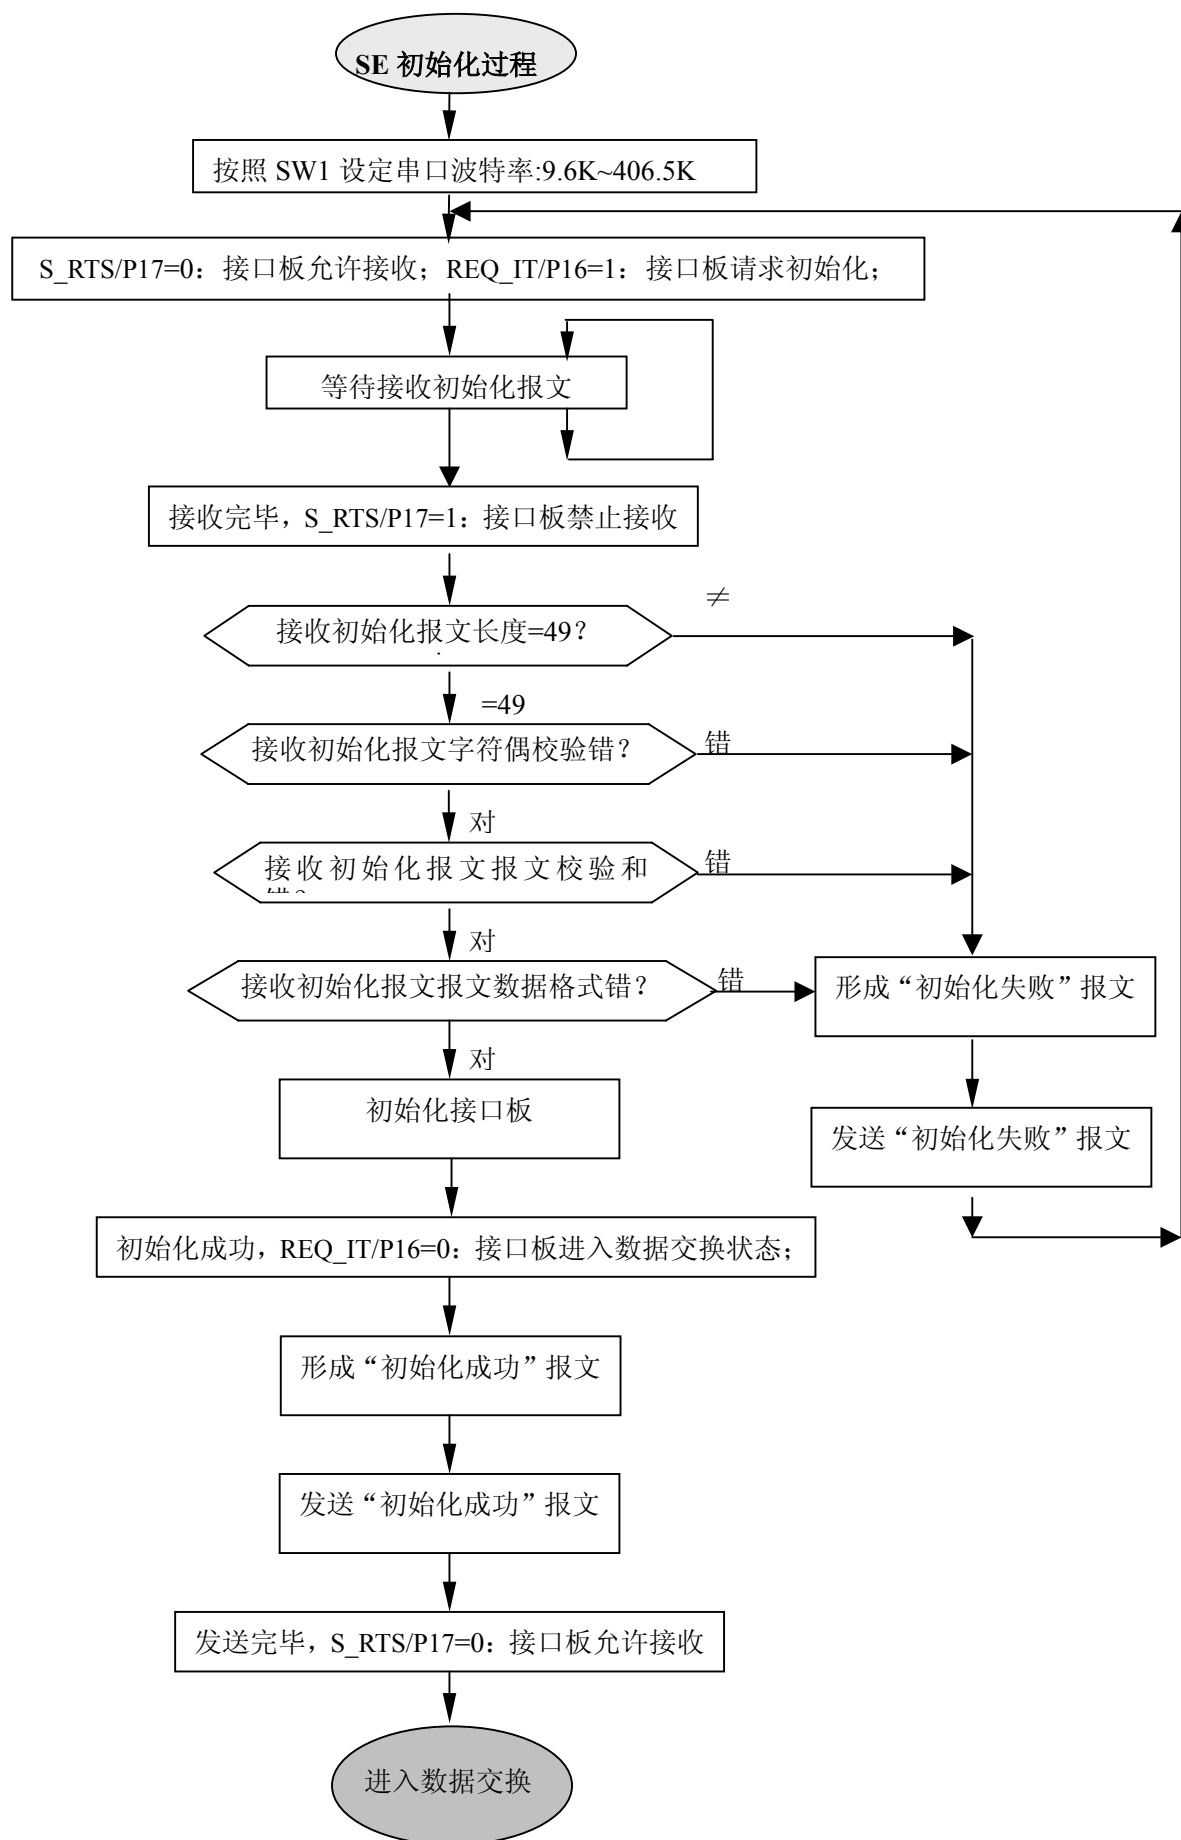 SE 初始化过程
按照 SW1 设定串口波特率:9.6K~406.5K
S_RTS/P17=0：接口板允许接收；REQ_IT/P16=1：接口板请求初始化；
等待接收初始化报文
接收完毕，S_RTS/P17=1：接口板禁止接收
≠
接收初始化报文长度=49？
=49
接收初始化报文字符偶校验错？
错
对
接收初始化报文报文校验和
错
对
接收初始化报文报文数据格式错？
错
形成“初始化失败”报文
对
初始化接口板
发送“初始化失败”报文
初始化成功，REQ_IT/P16=0：接口板进入数据交换状态；
形成“初始化成功”报文
发送“初始化成功”报文
发送完毕，S_RTS/P17=0：接口板允许接收
进入数据交换